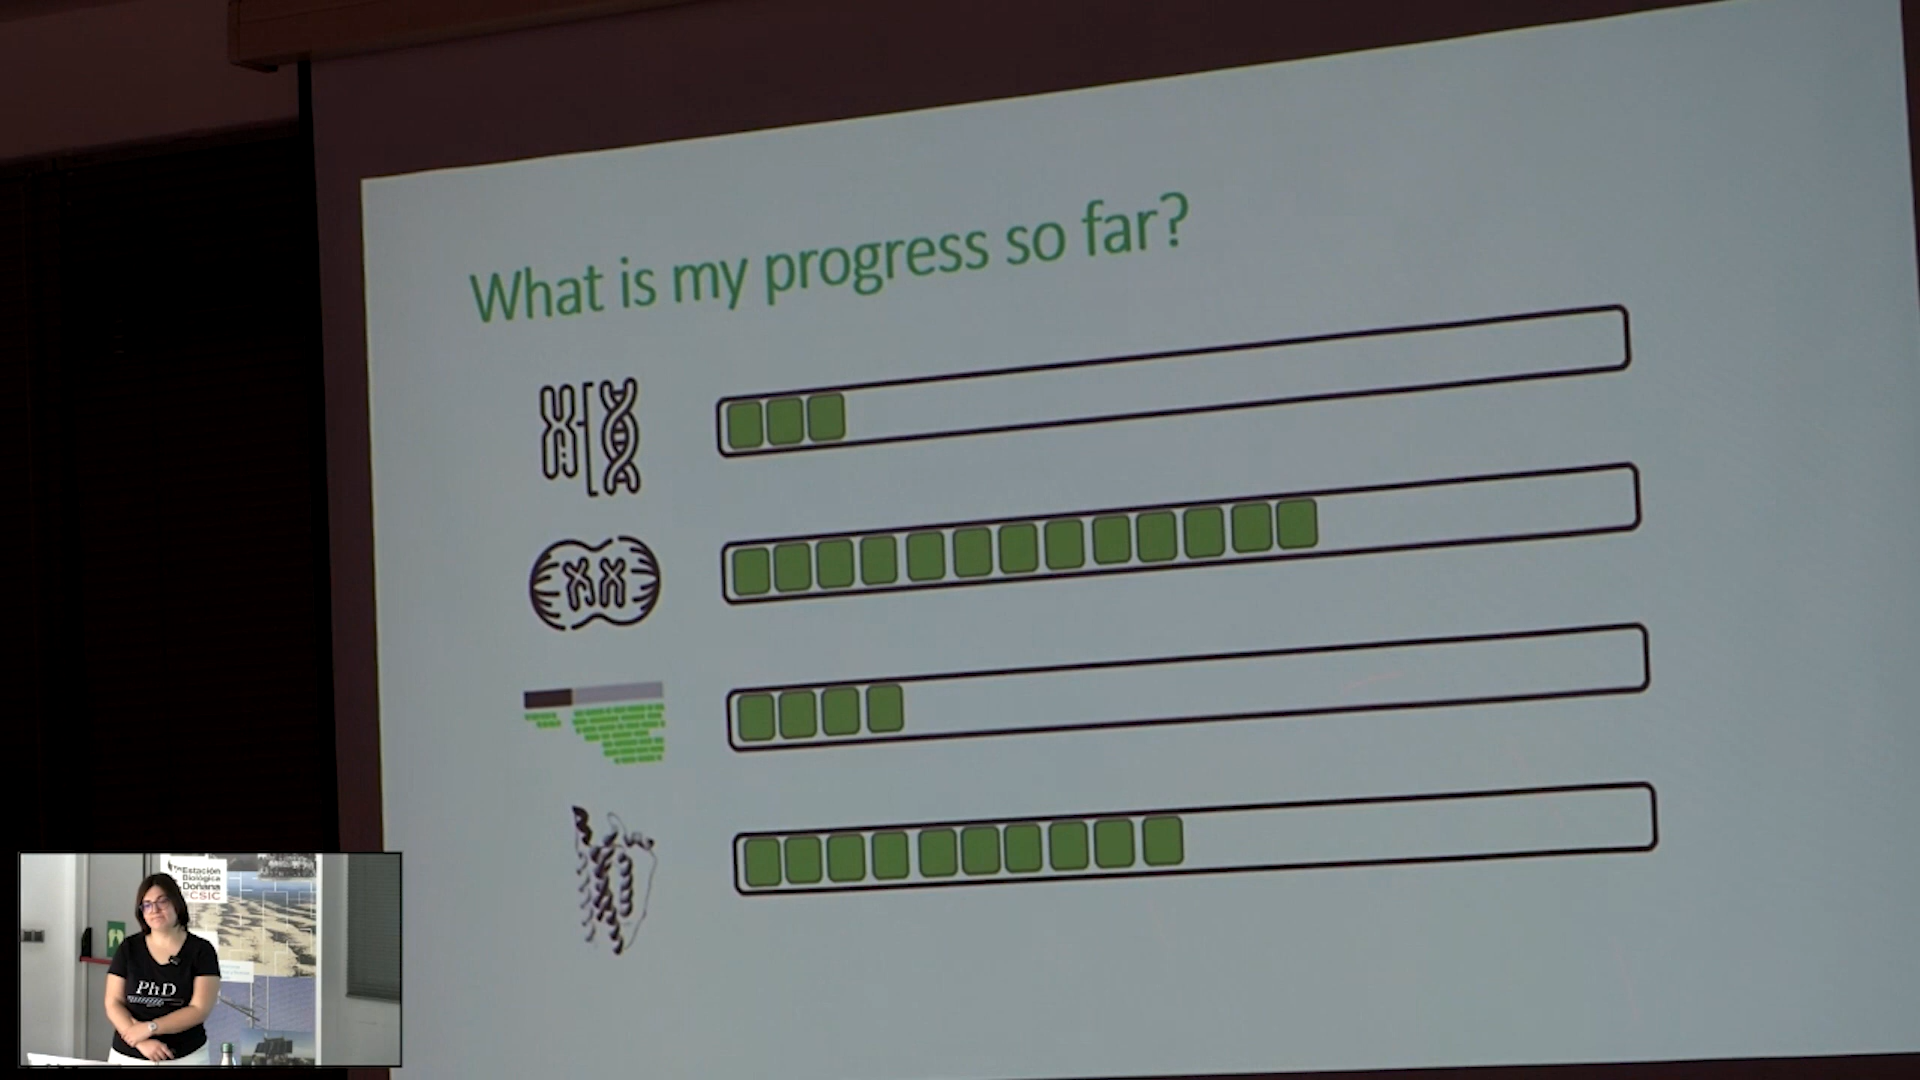 What is my progress so far?
Estación
Biológica
Doñana
CSIC
PhD